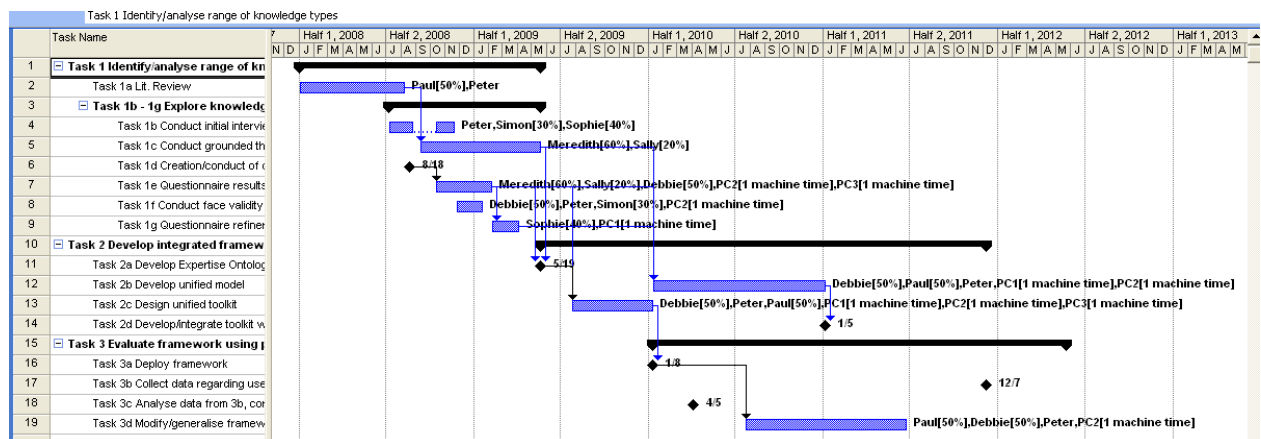 Task 1 Identify/analyse range of knowledge types
Task Name
7 Half 1, 2008 Half 2, 2008 Half 1, 2009 Half 2, 2009 Half 1, 2010 Half 2, 2010 Half 1, 2011 Half 2, 2011 Half 1, 2012 Half 2, 2012 Half 1, 2013
N D J F M A M J J A S O N D J F M A M J J A S O N D J F M A M J J A S O N D J F M A M J J A S O N D J F M A M J J A S O N D J F M A M
1 Task 1 Identify/analyse range of kn
2 Task 1a Lit. Review Paul[50%],Peter
3 Task 1b - 1g Explore knowledg
4 Task 1b Conduct initial intervie Peter,Simon[30%],Sophie[40%]
5 Task 1c Conduct grounded th Meredith[60%],Sally[20%]
6 Task 1d Creation/conduct of c 8/18
7 Task 1e Questionnaire results Meredith[60%],Sally[20%],Debbie[50%],PC2[1 machine time],PC3[1 machine time]
8 Task 1f Conduct face validity Debbie[50%],Peter,Simon[30%],PC2[1 machine time]
9 Task 1g Questionnaire refiner Sophie[40%],PC1[1 machine time]
10 Task 2 Develop integrated framew
11 Task 2a Develop Expertise Ontolog 5/19
12 Task 2b Develop unified model Debbie[50%],Paul[50%],Peter,PC1[1 machine time],PC2[1 machine time]
13 Task 2c Design unified toolkit Debbie[50%],Peter,Paul[50%],PC1[1 machine time],PC2[1 machine time],PC3[1 machine time]
14 Task 2d Develop/integrate toolkit w 1/5
15 Task 3 Evaluate framework using p
16 Task 3a Deploy framework 1/8
17 Task 3b Collect data regarding use 12/7
18 Task 3c Analyse data from 3b, cor 4/5
19 Task 3d Modify/generalise framew Paul[50%],Debbie[50%],Peter,PC2[1 machine time]